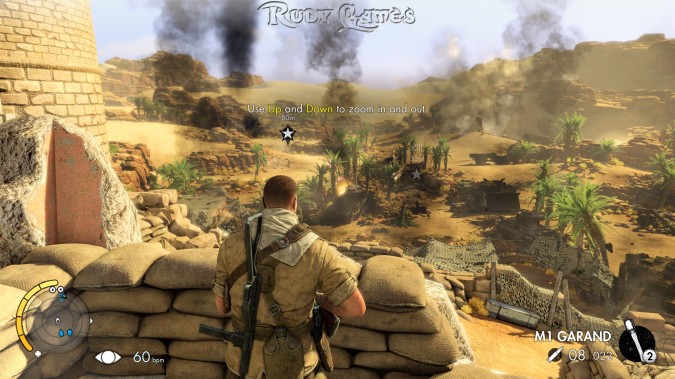 Rudy Games
Use Up and Down to zoom in and out
80m
M1 GARAND
08 022
2
60 bpm